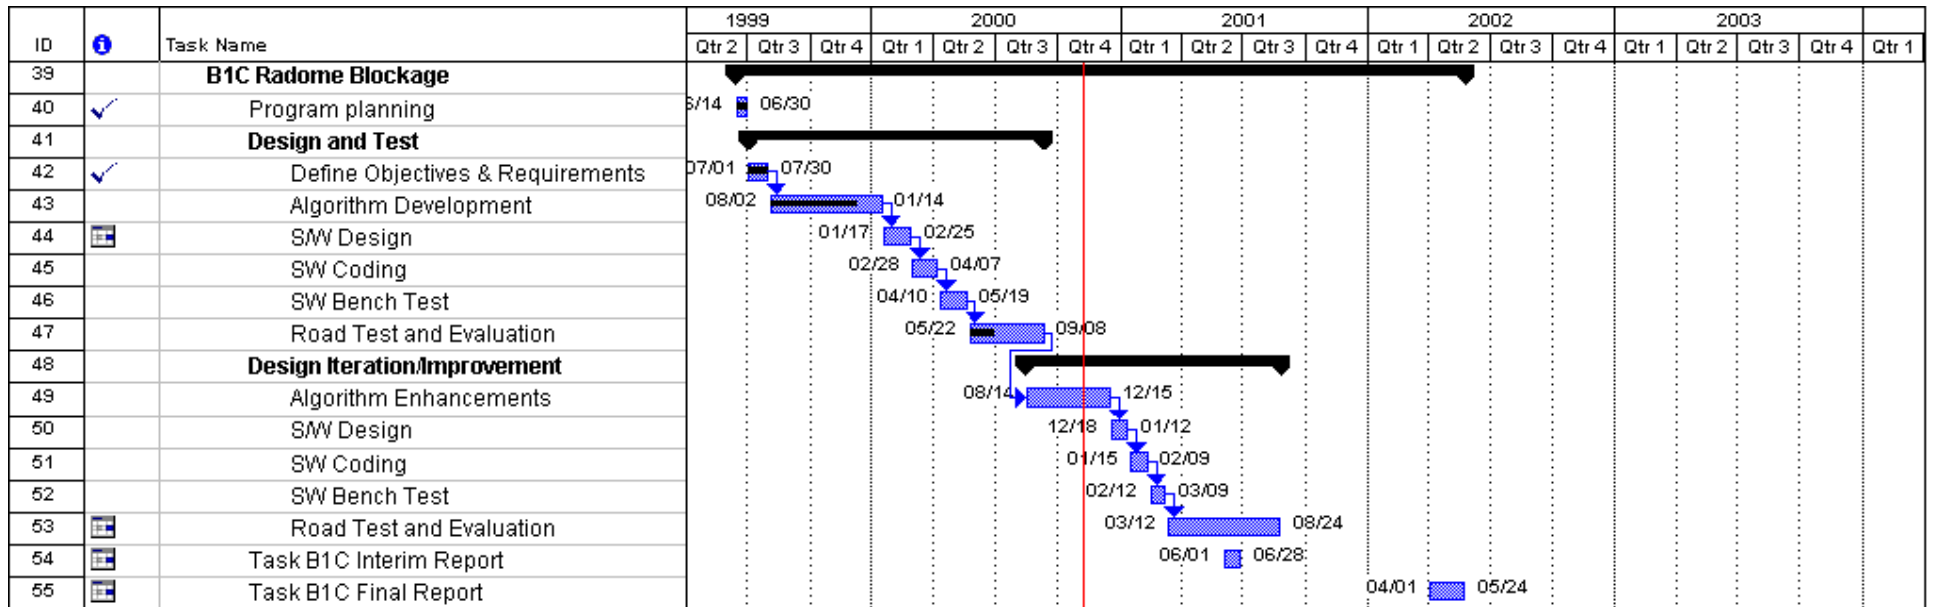 1999 2000 2001 2002 2003
ID Task Name Qtr 2 Qtr 3 Qtr 4 Qtr 1 Qtr 2 Qtr 3 Qtr 4 Qtr 1 Qtr 2 Qtr 3 Qtr 4 Qtr 1 Qtr 2 Qtr 3 Qtr 4 Qtr 1 Qtr 2 Qtr 3 Qtr 4 Qtr 1
39 B1C Radome Blockage
40 Program planning 6/14 06/30
41 Design and Test
42 Define Objectives & Requirements 07/01 07/30
43 Algorithm Development 08/02 01/14
44 S/W Design 01/17 02/25
45 SW Coding 02/28 04/07
46 SW Bench Test 04/10 05/19
47 Road Test and Evaluation 05/22 09/08
48 Design Iteration/Improvement
49 Algorithm Enhancements 08/14 12/15
50 S/W Design 12/18 01/12
51 SW Coding 01/15 02/09
52 SW Bench Test 02/12 03/09
53 Road Test and Evaluation 03/12 08/24
54 Task B1C Interim Report 06/01 06/28
55 Task B1C Final Report 04/01 05/24